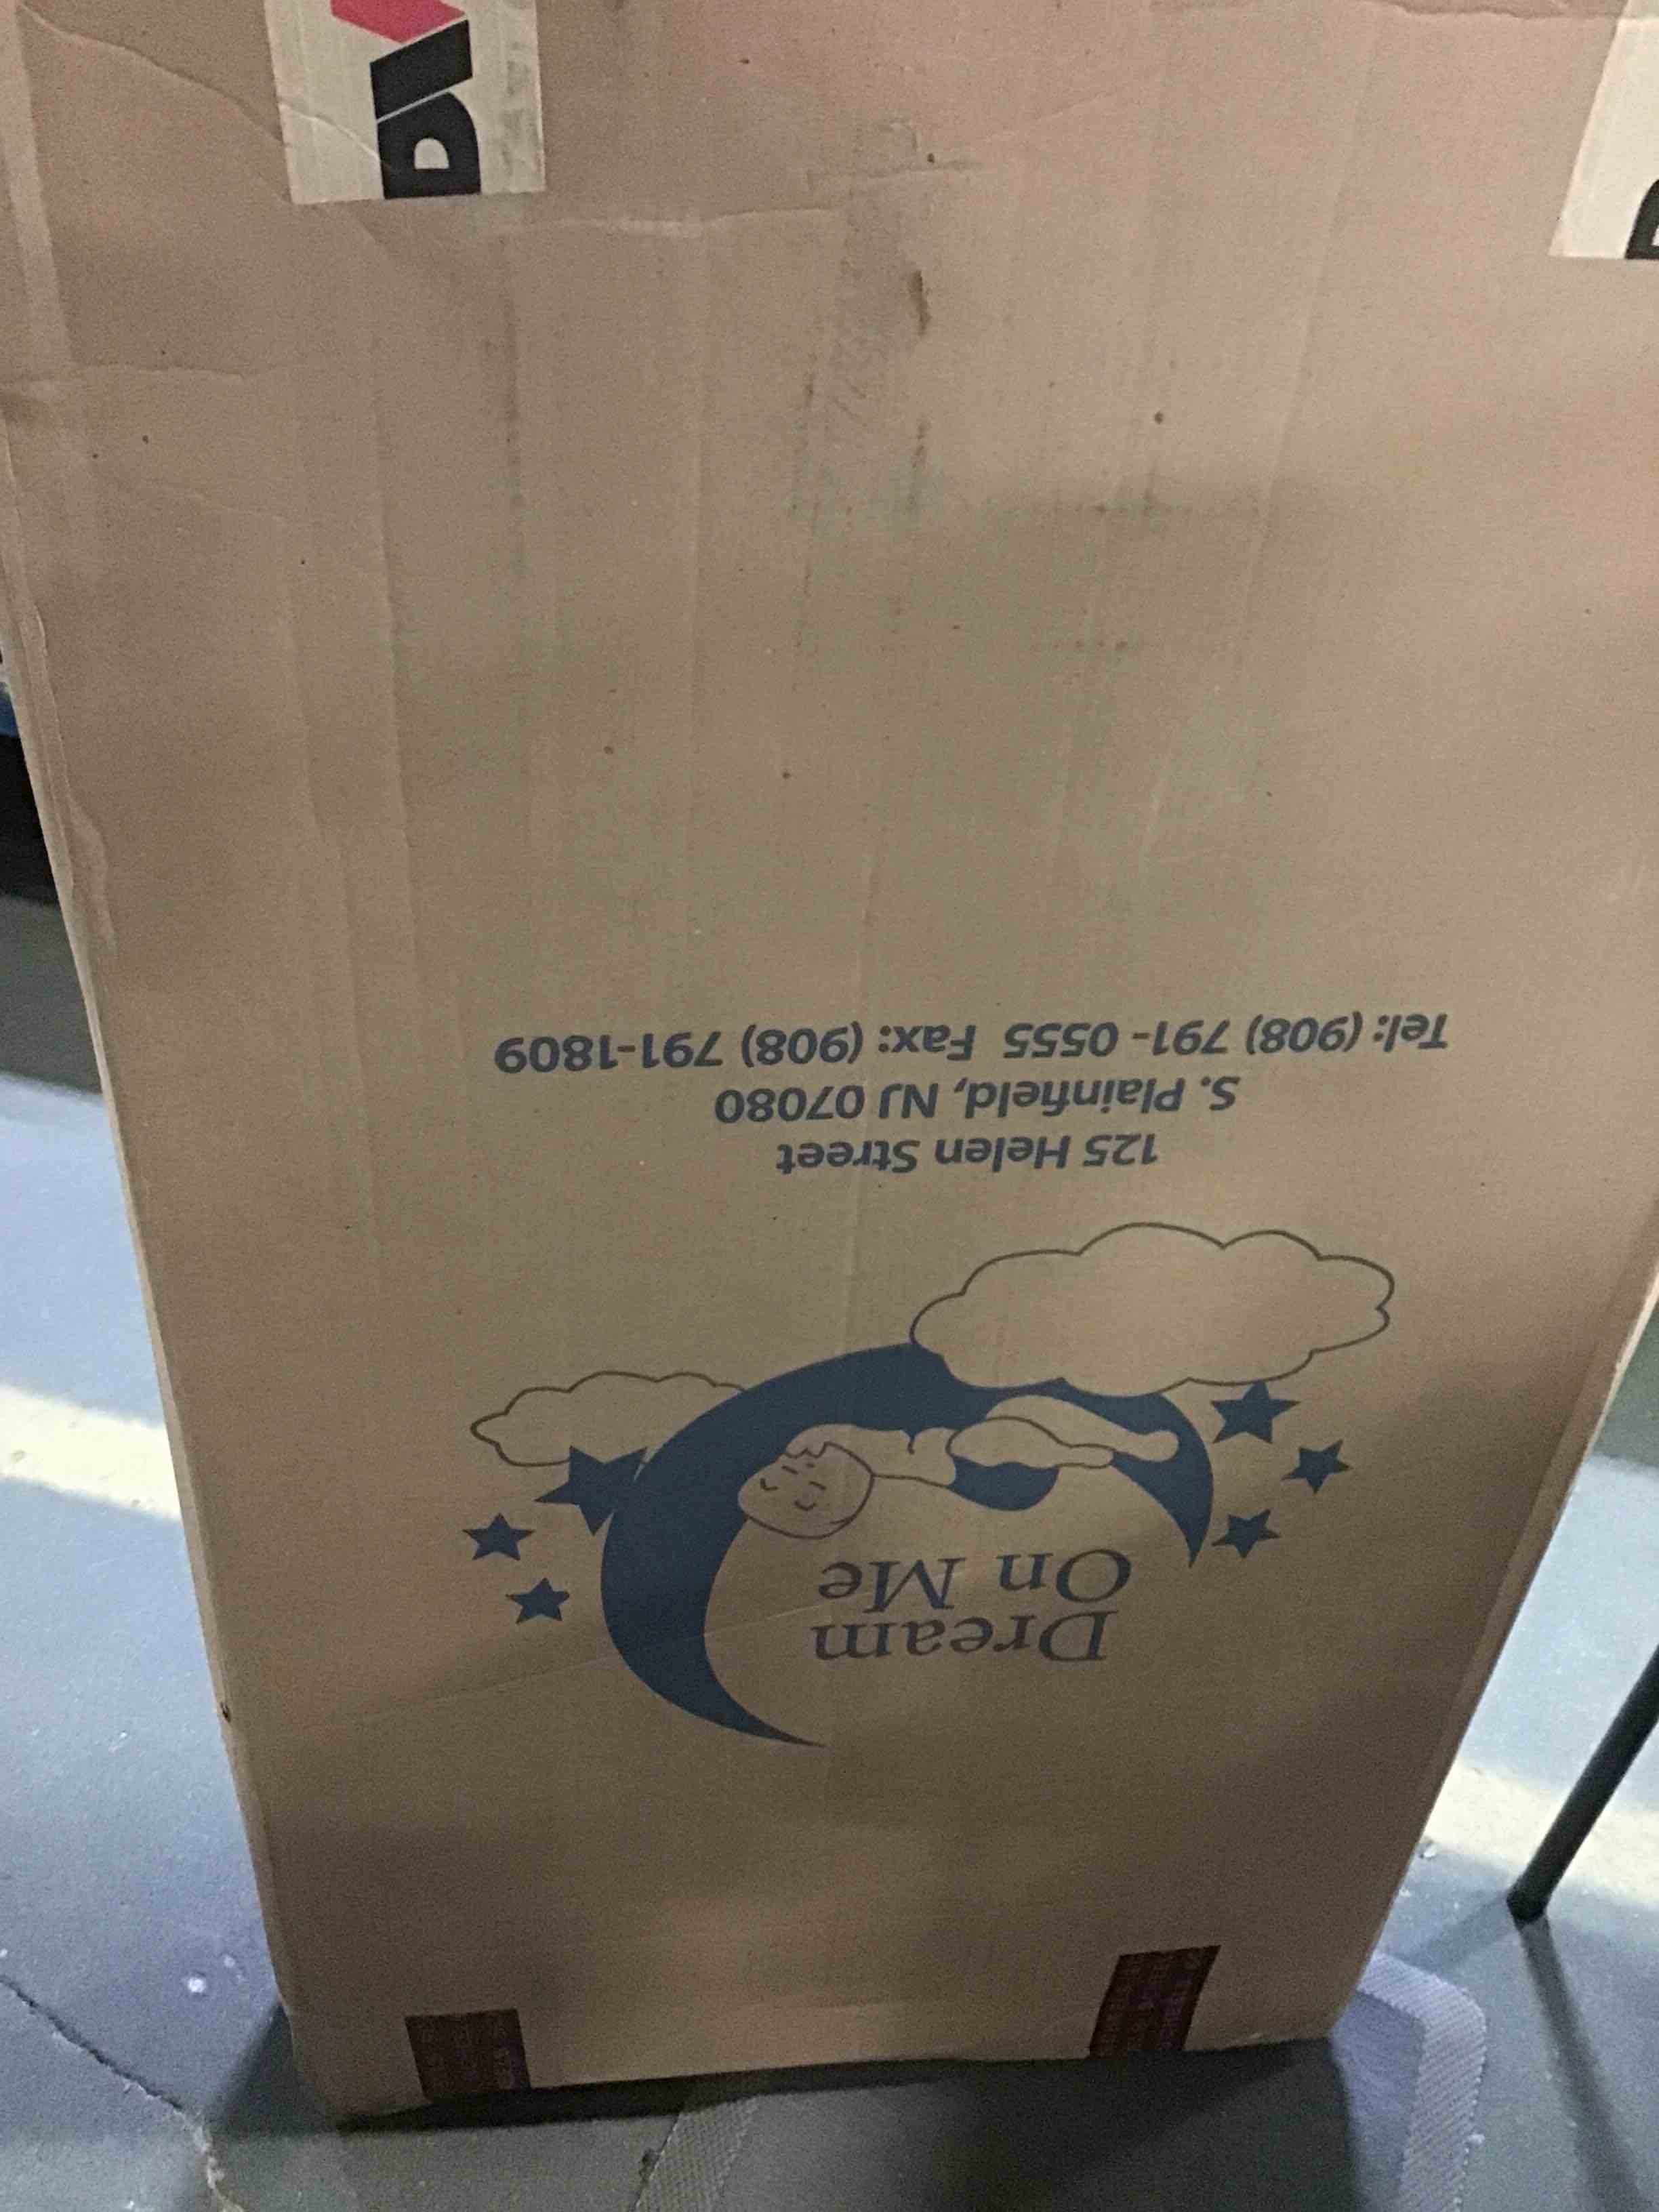 Dream
On Me
125 Helen Street
S. Plainfield, NJ 07080
Tel: (908) 791- 0555 Fax: (908) 791-1809